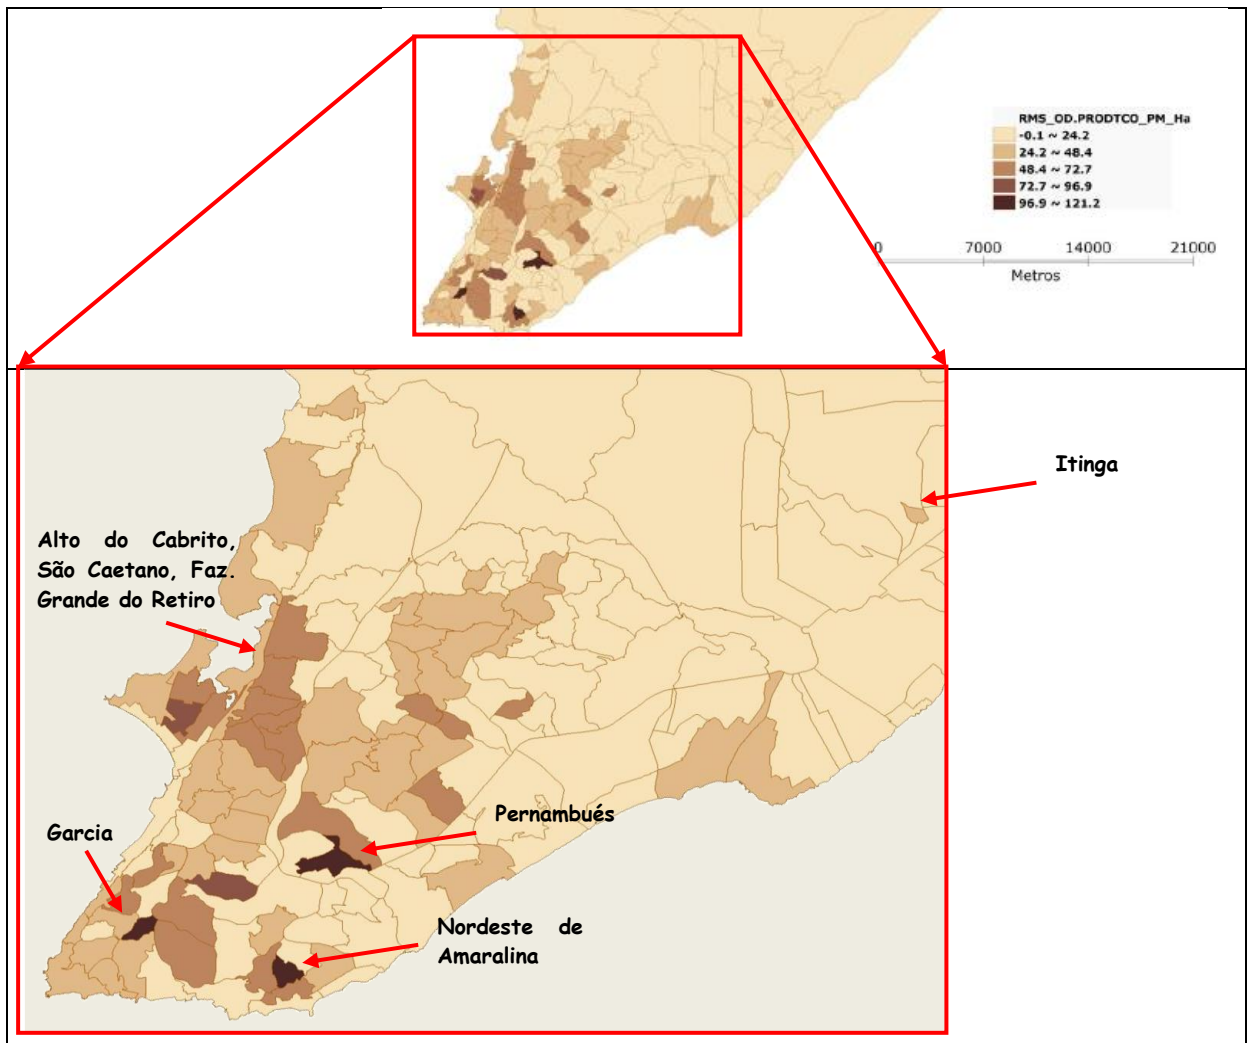 RMS_OD.PRODTCO_PM_Ha
-0.1 ~ 24.2
24.2 ~ 48.4
48.4 ~ 72.7
72.7 ~ 96.9
96.9 ~ 121.2
0 7000 14000 21000
Metros
Itinga
Alto do Cabrito,
São Caetano, Faz.
Grande do Retiro
Pernambués
Garcia
Nordeste de
Amaralina